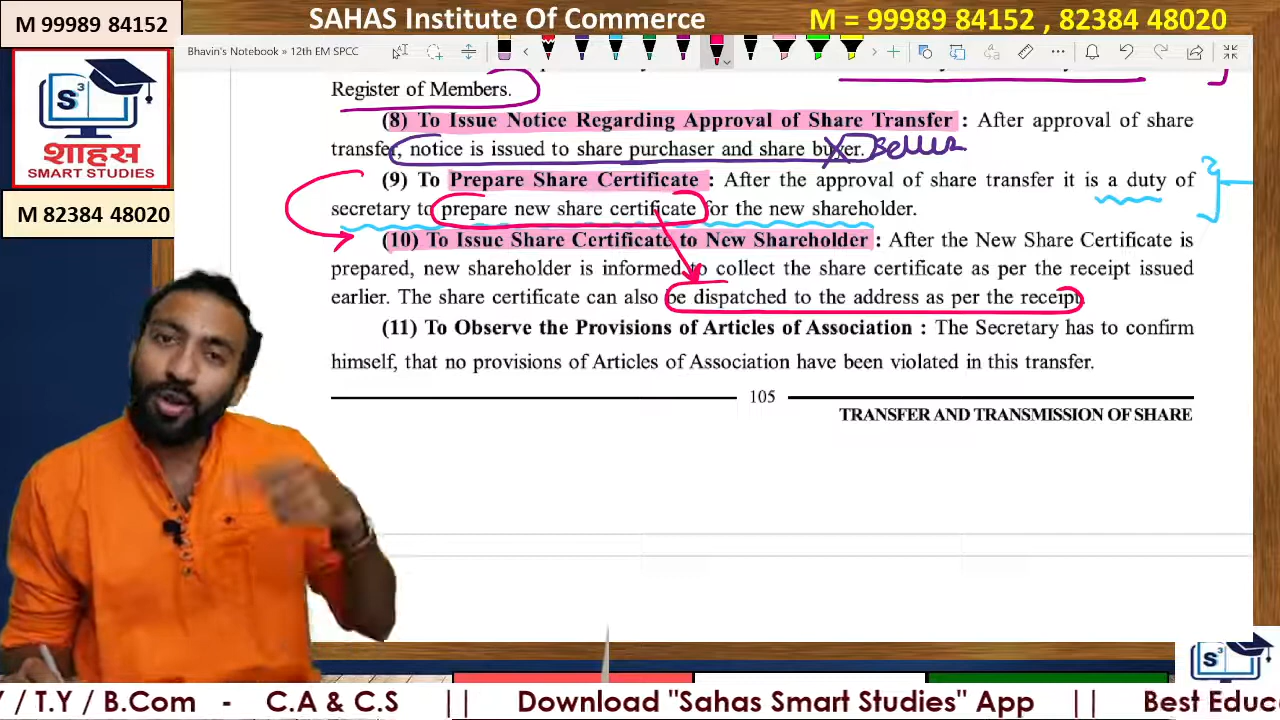 M 99989 84152
SAHAS Institute Of Commerce
M = 99989 84152 , 82384 48020
Bhavin's Notebook » 12th EM SPCC
S³
शाहस
SMART STUDIES
M 82384 48020
Register of Members.
(8) To Issue Notice Regarding Approval of Share Transfer : After approval of share
transfer, notice is issued to share purchaser and share buyer. Seller
(9) To Prepare Share Certificate : After the approval of share transfer it is a duty of
secretary to prepare new share certificate for the new shareholder.
(10) To Issue Share Certificate to New Shareholder : After the New Share Certificate is
prepared, new shareholder is informed to collect the share certificate as per the receipt issued
earlier. The share certificate can also be dispatched to the address as per the receipt.
(11) To Observe the Provisions of Articles of Association : The Secretary has to confirm
himself, that no provisions of Articles of Association have been violated in this transfer.
105
TRANSFER AND TRANSMISSION OF SHARE
S³
Y / T.Y / B.Com - C.A & C.S || Download "Sahas Smart Studies" App || Best Educ